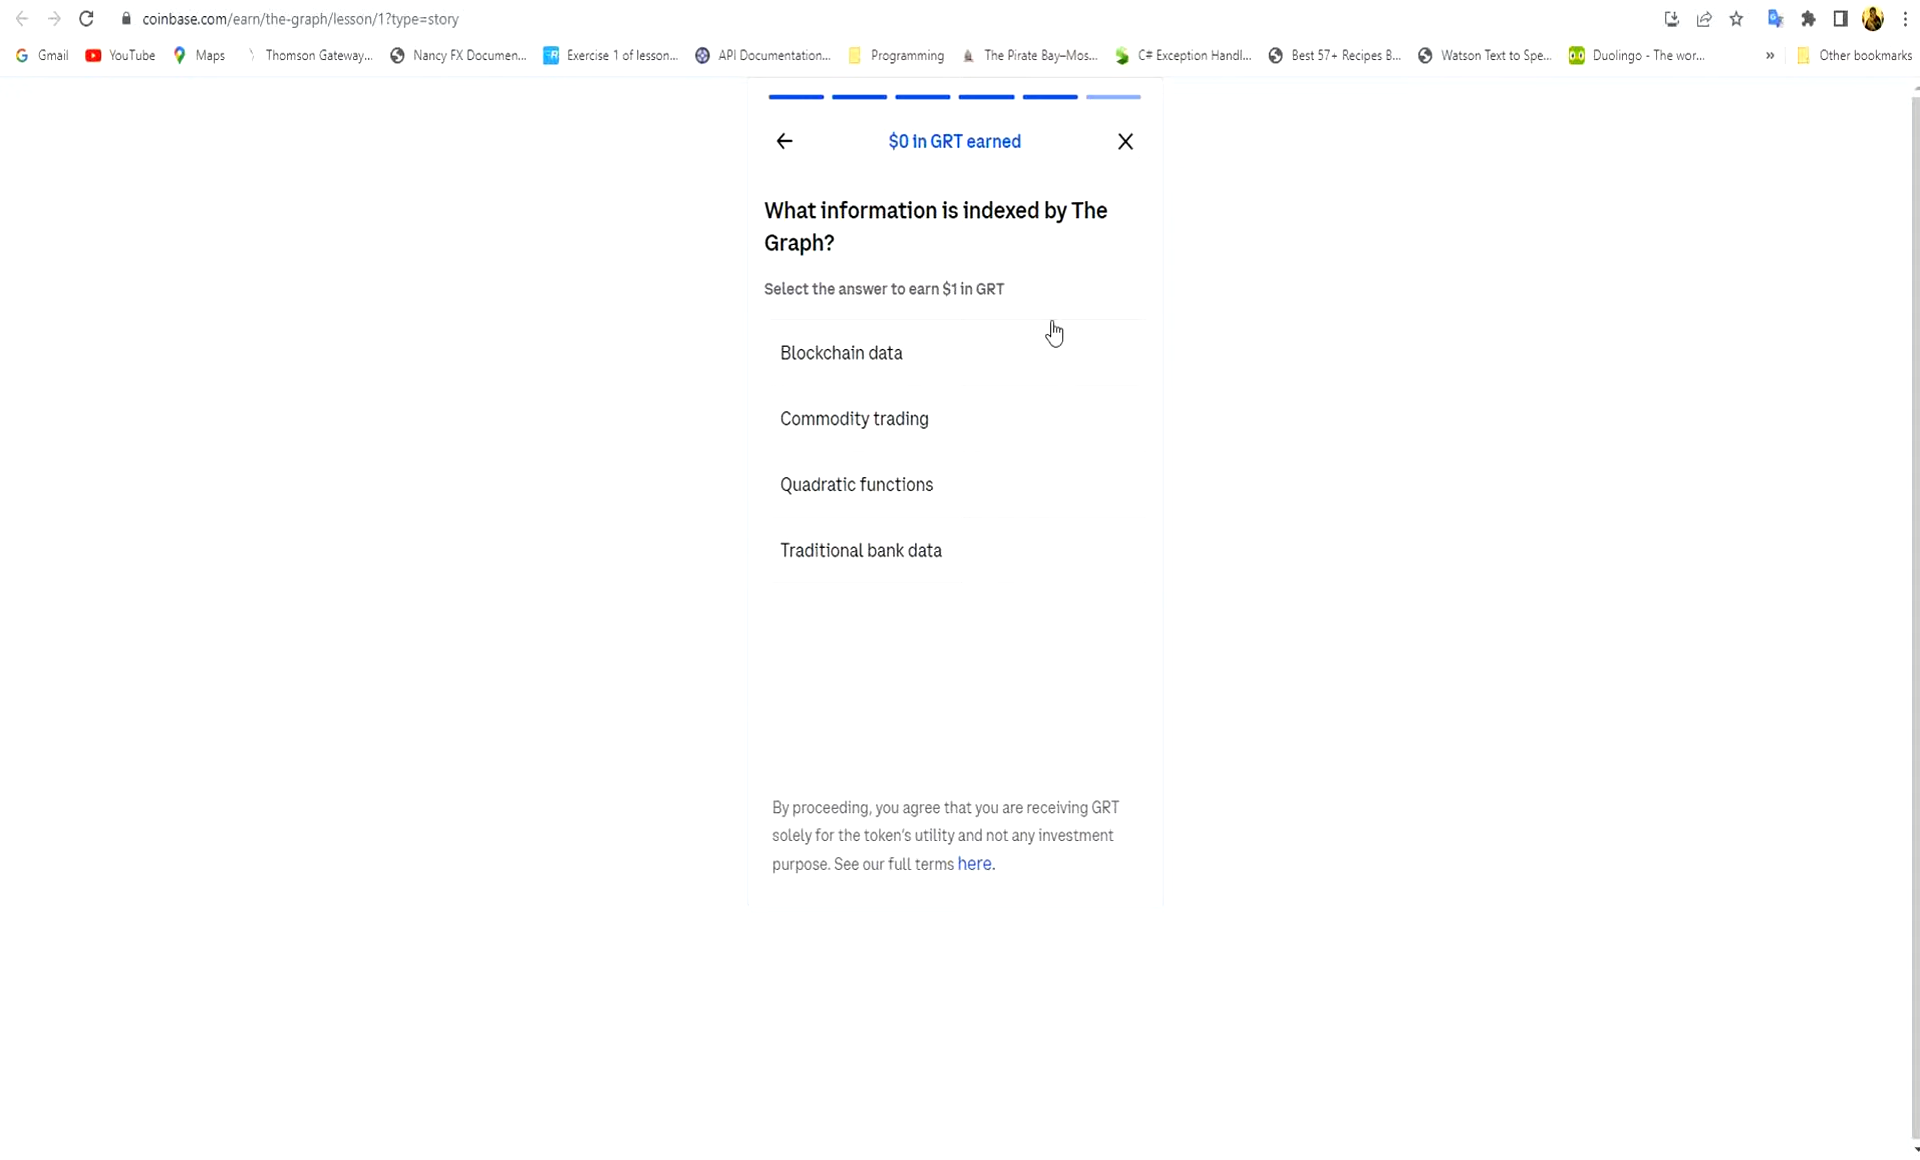 coinbase.com/earn/the-graph/lesson/1?type=story
Gmail YouTube Maps Thomson Gateway... Nancy FX Documen... Exercise 1 of lesson... API Documentation... Programming The Pirate Bay–Mos... C# Exception Handl... Best 57+ Recipes B... Watson Text to Spe... Duolingo - The wor... » Other bookmarks
$0 in GRT earned
What information is indexed by The
Graph?
Select the answer to earn $1 in GRT
Blockchain data
Commodity trading
Quadratic functions
Traditional bank data
By proceeding, you agree that you are receiving GRT
solely for the token's utility and not any investment
purpose. See our full terms here.